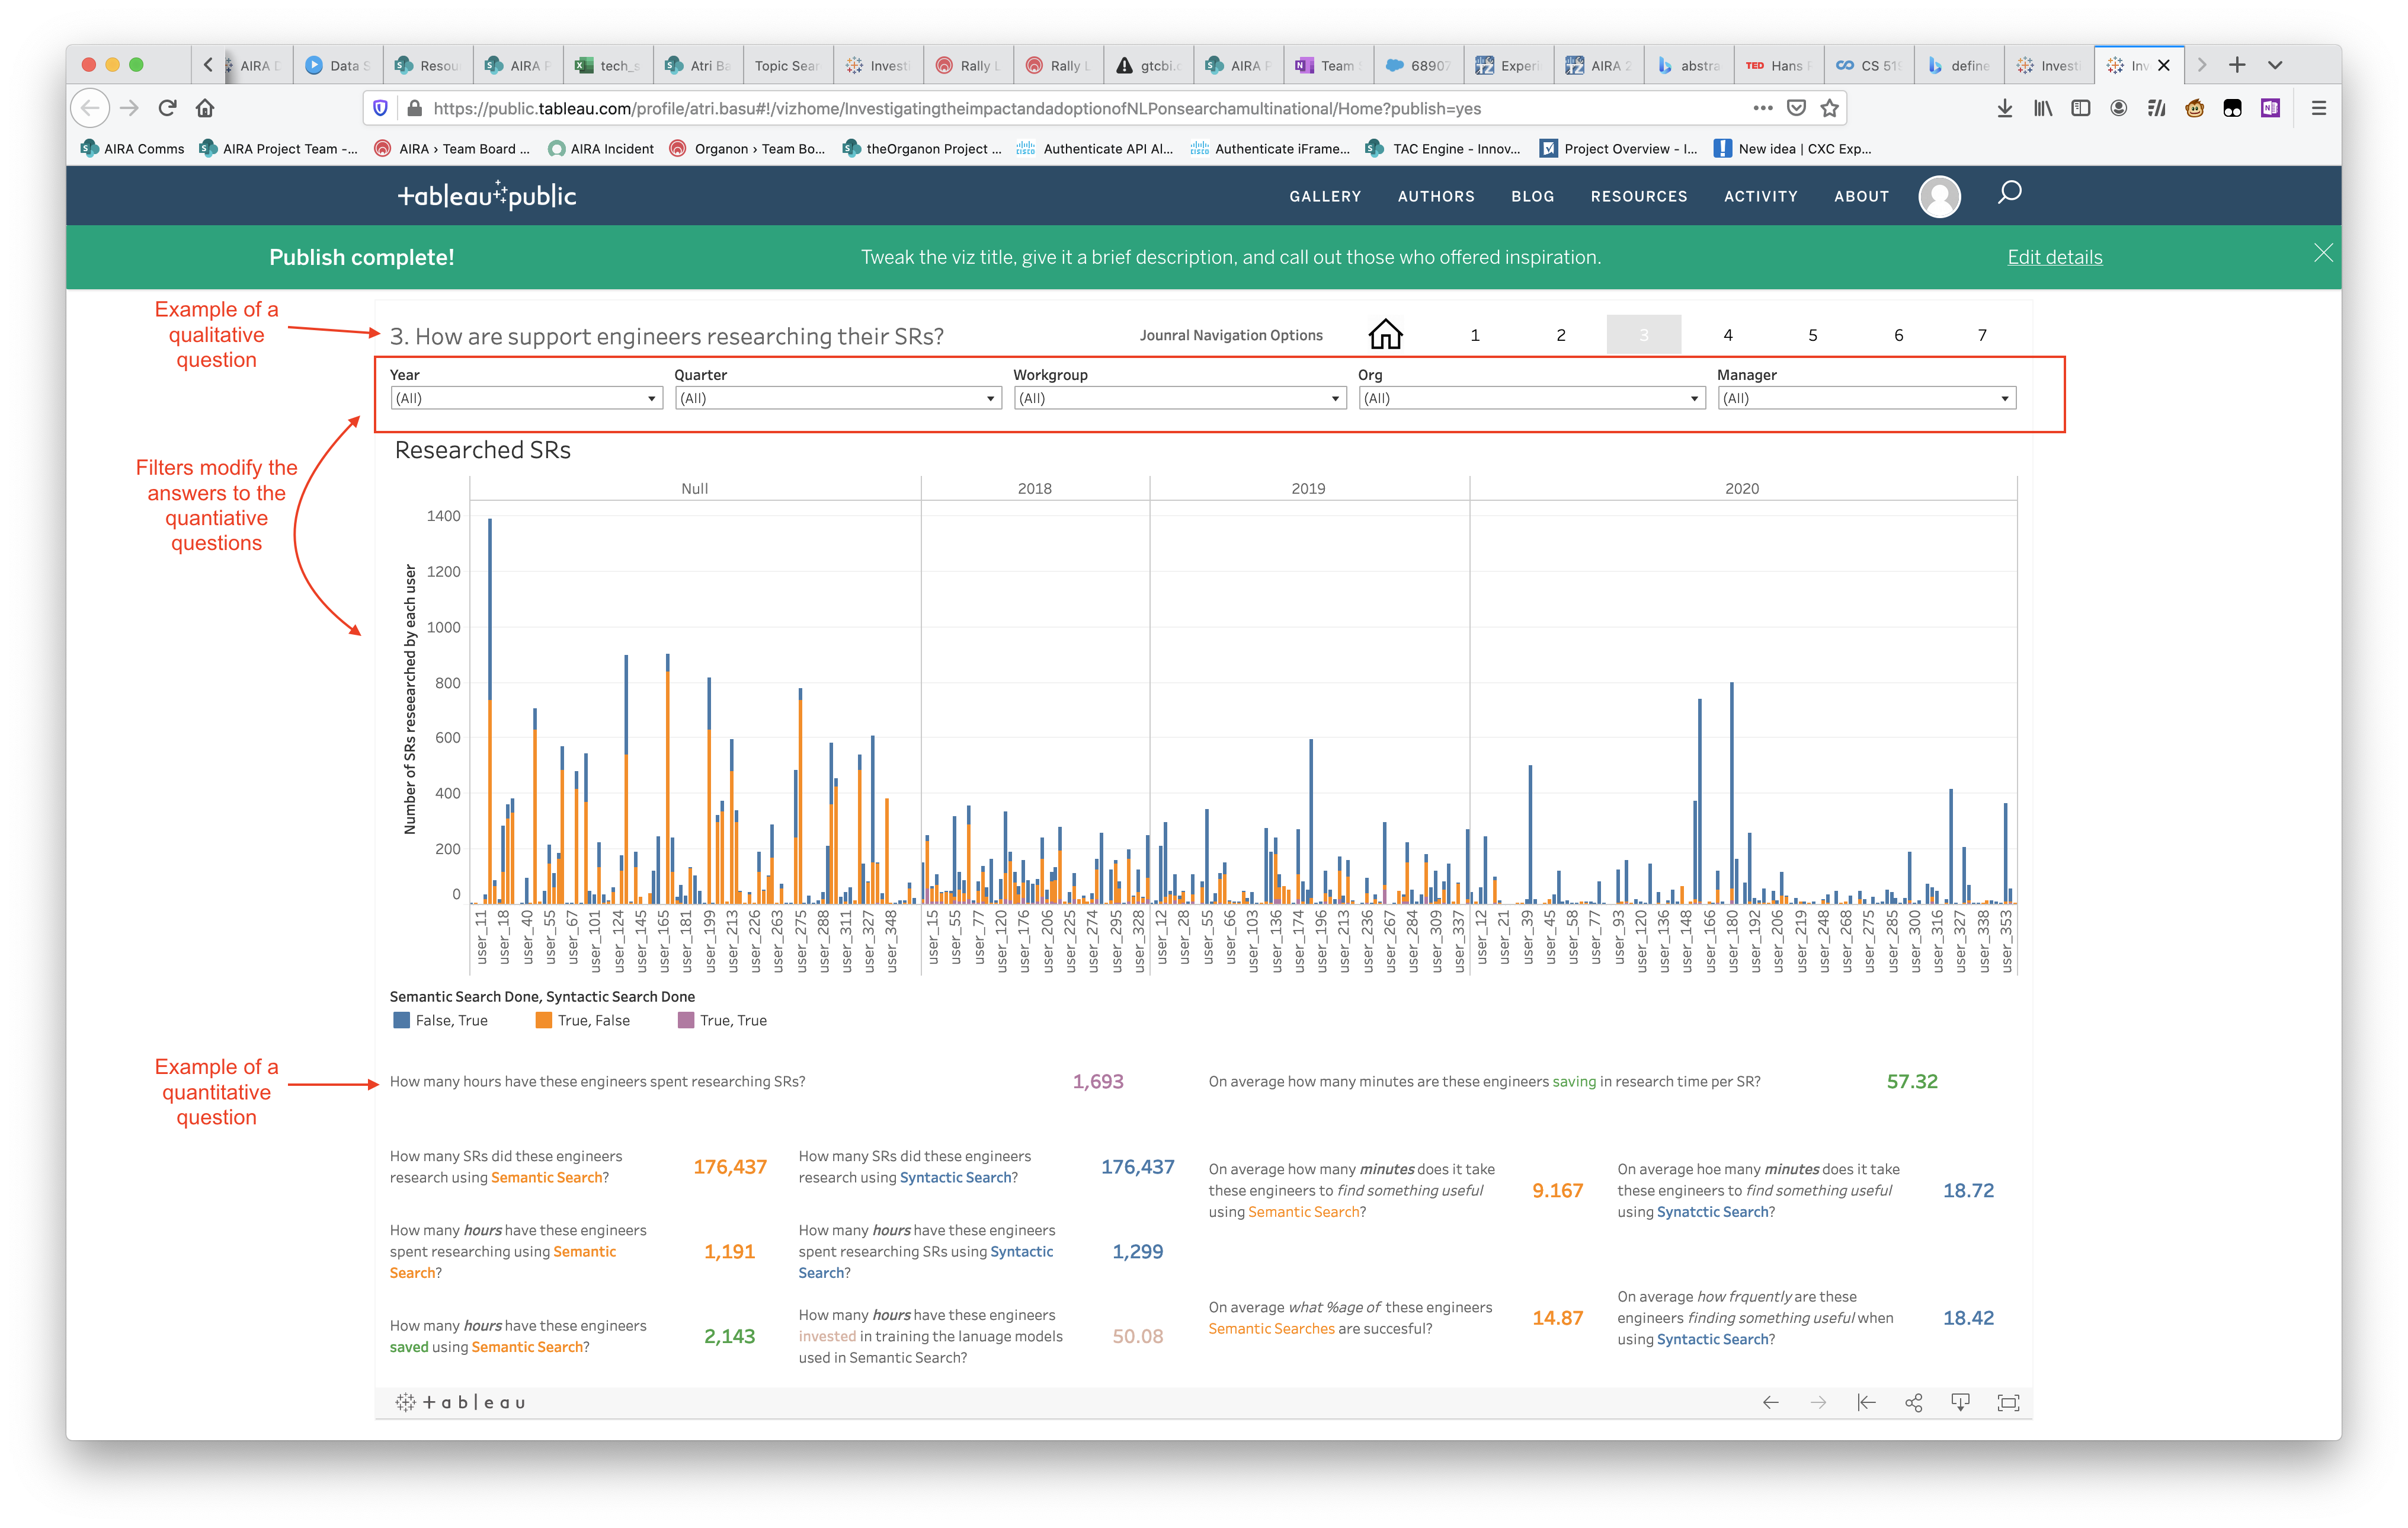 AIRA D
Data S
Resou
AIRA P
tech_s
Atri Ba
Topic Sear
Investi
Rally L
Rally L
gtcbi.c
AIRA P
Team
68907
Experi
AIRA 2
abstra
TED Hans
CS 519
define
Investi
Inv
https://public.tableau.com/profile/atri.basu#!/vizhome/InvestigatingtheimpactandadoptionofNLPonsearchamultinational/Home?publish=yes
AIRA Comms
AIRA Project Team -...
AIRA › Team Board ...
AIRA Incident
Organon › Team Bo...
theOrganon Project ...
Authenticate API AI...
Authenticate iFrame...
TAC Engine - Innov...
Project Overview - I...
New idea | CXC Exp...
+ableau public
GALLERY AUTHORS BLOG RESOURCES ACTIVITY ABOUT
Publish complete!
Tweak the viz title, give it a brief description, and call out those who offered inspiration.
Edit details
Example of a
qualitative
question
3. How are support engineers researching their SRs?
Jounral Navigation Options
1 2 3 4 5 6 7
Year Quarter Workgroup Org Manager
(All) (All) (All) (All) (All)
Filters modify the
answers to the
quantiative
questions
Researched SRs
Null 2018 2019 2020
Number of SRs reseearched by each user
1400
1200
1000
800
600
400
200
0
user_11 user_18 user_40 user_55 user_67 user_101 user_124 user_145 user_165 user_181 user_199 user_213 user_226 user_263 user_275 user_288 user_311 user_327 user_348
user_15 user_55 user_77 user_120 user_176 user_206 user_225 user_274 user_295 user_328
user_12 user_28 user_55 user_66 user_103 user_136 user_174 user_196 user_213 user_236 user_267 user_284 user_309 user_337
user_12 user_21 user_39 user_45 user_58 user_77 user_93 user_120 user_136 user_148 user_166 user_180 user_192 user_206 user_219 user_248 user_268 user_275 user_285 user_300 user_316 user_327 user_338 user_353
Semantic Search Done, Syntactic Search Done
False, True
True, False
True, True
Example of a
quantitative
question
How many hours have these engineers spent researching SRs?
1,693
On average how many minutes are these engineers saving in research time per SR?
57.32
How many SRs did these engineers
research using Semantic Search?
176,437
How many SRs did these engineers
research using Syntactic Search?
176,437
On average how many minutes does it take
these engineers to find something useful
using Semantic Search?
9.167
On average hoe many minutes does it take
these engineers to find something useful
using Synatctic Search?
18.72
How many hours have these engineers
spent researching using Semantic
Search?
1,191
How many hours have these engineers
spent researching SRs using Syntactic
Search?
1,299
How many hours have these engineers
saved using Semantic Search?
2,143
How many hours have these engineers
invested in training the lanuage models
used in Semantic Search?
50.08
On average what %age of these engineers
Semantic Searches are succesful?
14.87
On average how frquently are these
engineers finding something useful when
using Syntactic Search?
18.42
+ableau